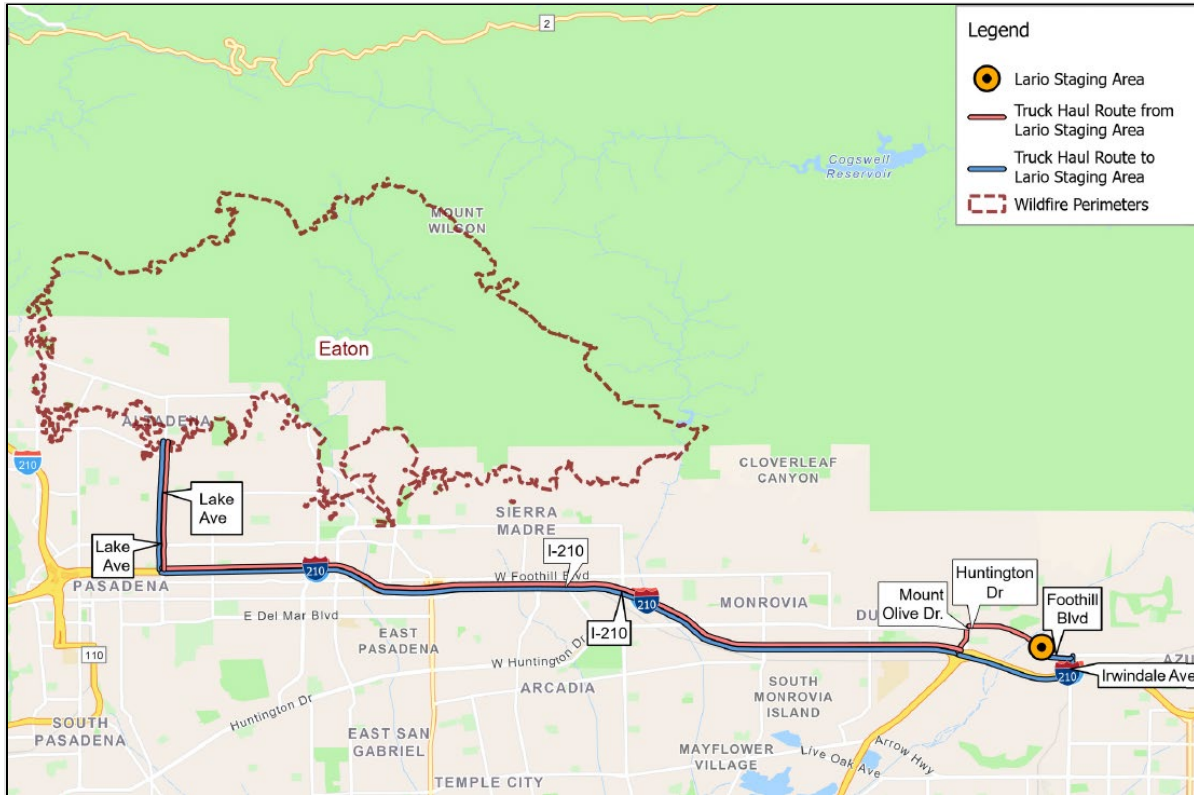 2
Legend
Lario Staging Area
Truck Haul Route from
Lario Staging Area
Truck Haul Route to
Lario Staging Area
Wildfire Perimeters
Cogswell
Reservoir
MOUNT
WILSON
Eaton
ALTADENA
210
Lake
Ave
Lake
Ave
CLOVERLEAF
CANYON
SIERRA
MADRE
I-210
W Foothill Blvd
210
210
PASADENA
E Del Mar Blvd
I-210
MONROVIA
DU
Mount
Olive Dr.
Huntington
Dr
Foothill
Blvd
210
Irwindale Ave
AZU
110
EAST
PASADENA
W Huntington Dr
ARCADIA
SOUTH
MONROVIA
ISLAND
Huntington Dr
SOUTH
PASADENA
EAST SAN
GABRIEL
MAYFLOWER
VILLAGE
Live Oak Ave
Arrow Hwy
TEMPLE CITY